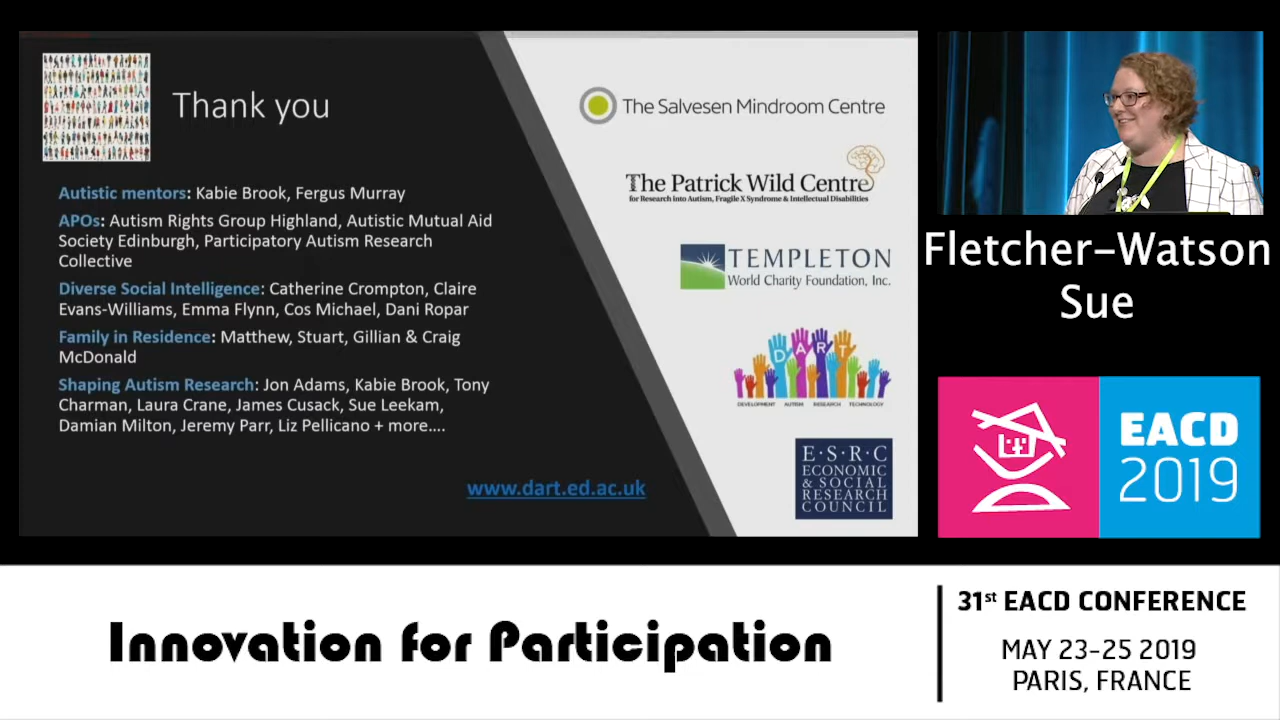 Thank you
Autistic mentors: Kabie Brook, Fergus Murray
APOs: Autism Rights Group Highland, Autistic Mutual Aid
Society Edinburgh, Participatory Autism Research
Collective
Diverse Social Intelligence: Catherine Crompton, Claire
Evans-Williams, Emma Flynn, Cos Michael, Dani Ropar
Family in Residence: Matthew, Stuart, Gillian & Craig
McDonald
Shaping Autism Research: Jon Adams, Kabie Brook, Tony
Charman, Laura Crane, James Cusack, Sue Leekam,
Damian Milton, Jeremy Parr, Liz Pellicano + more....
www.dart.ed.ac.uk
The Salvesen Mindroom Centre
The Patrick Wild Centre
for Research into Autism, Fragile X Syndrome & Intellectual Disabilities
TEMPLETON
World Charity Foundation, Inc.
DART
DEVELOPMENT AUTISM RESEARCH TECHNOLOGY
E·S·R·C
ECONOMIC
& SOCIAL
RESEARCH
COUNCIL
Fletcher-Watson
Sue
EACD
2019
Innovation for Participation
31st EACD CONFERENCE
MAY 23-25 2019
PARIS, FRANCE